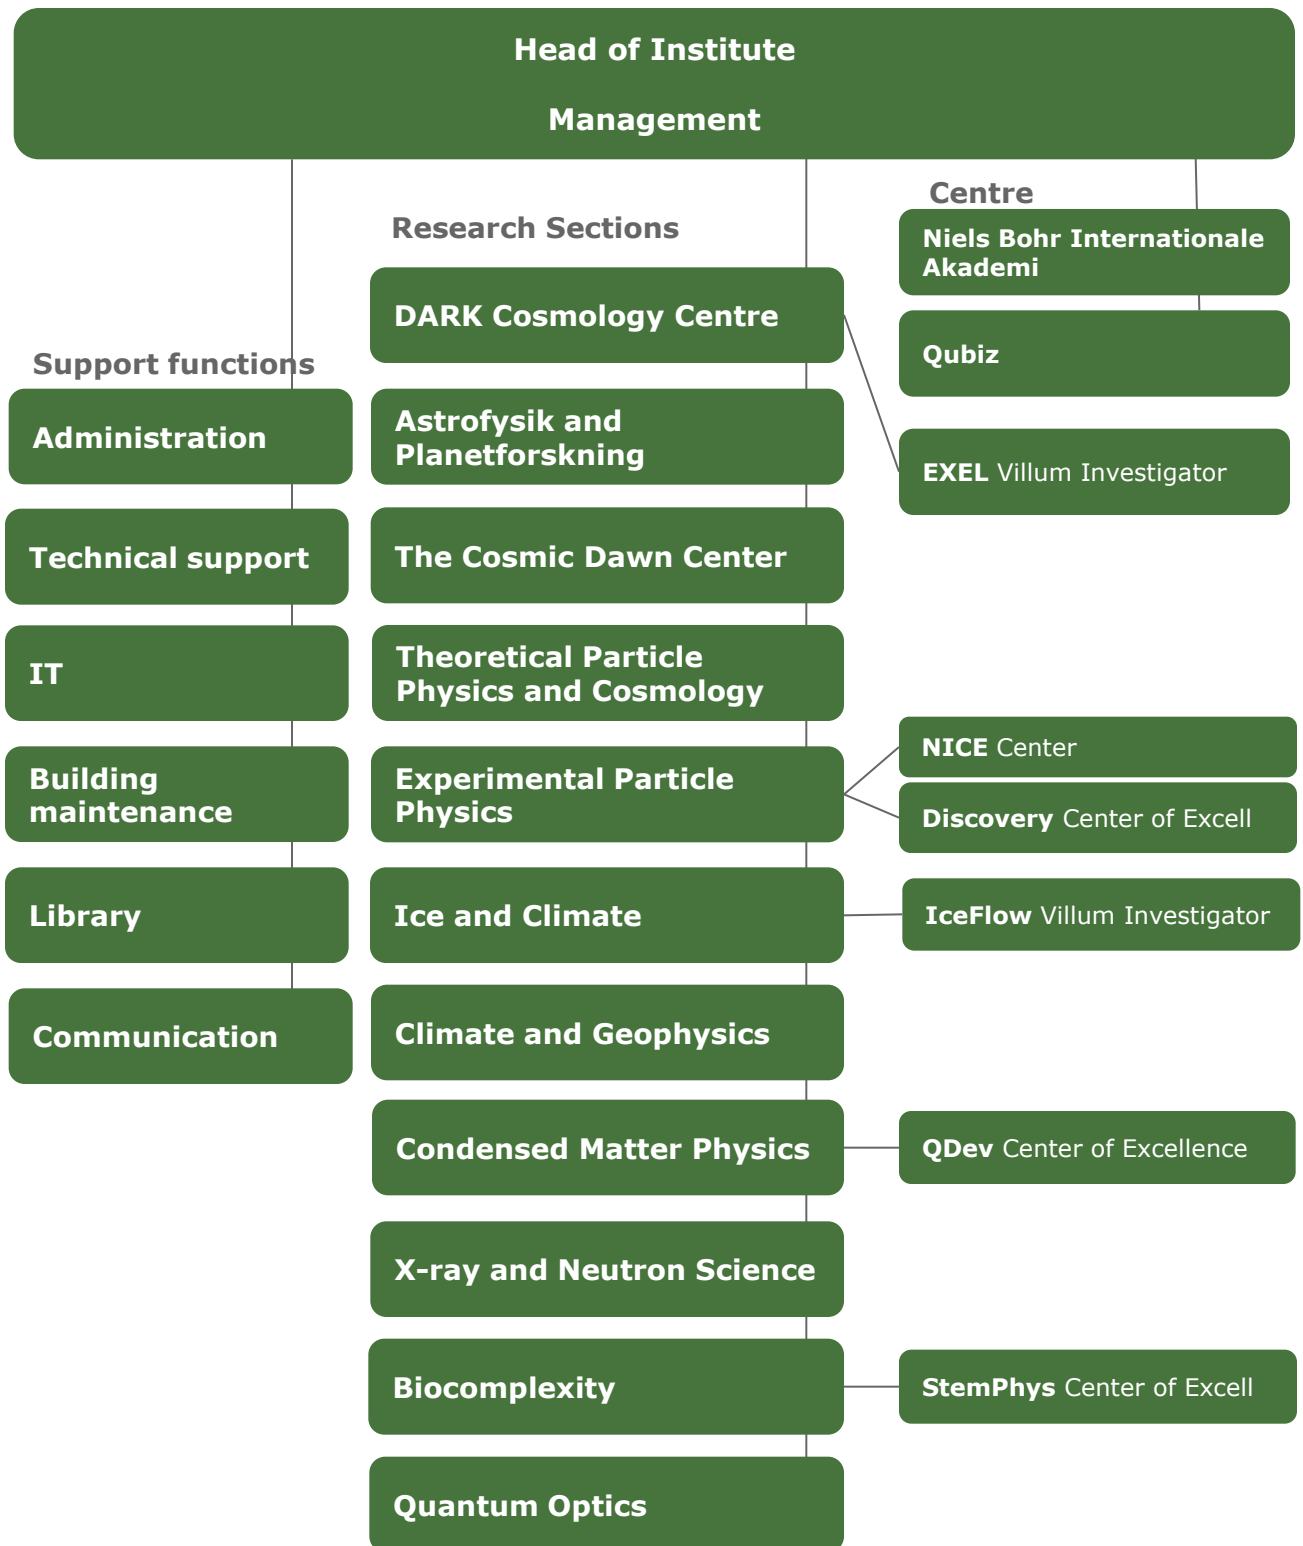 Head of Institute
Management
Support functions
Administration
Technical support
IT
Building
maintenance
Library
Communication
Research Sections
DARK Cosmology Centre
Astrofysik and
Planetforskning
The Cosmic Dawn Center
Theoretical Particle
Physics and Cosmology
Experimental Particle
Physics
Ice and Climate
Climate and Geophysics
Condensed Matter Physics
X-ray and Neutron Science
Biocomplexity
Quantum Optics
Centre
Niels Bohr Internationale
Akademi
Qubiz
EXEL Villum Investigator
NICE Center
Discovery Center of Excell
IceFlow Villum Investigator
QDev Center of Excellence
StemPhys Center of Excell